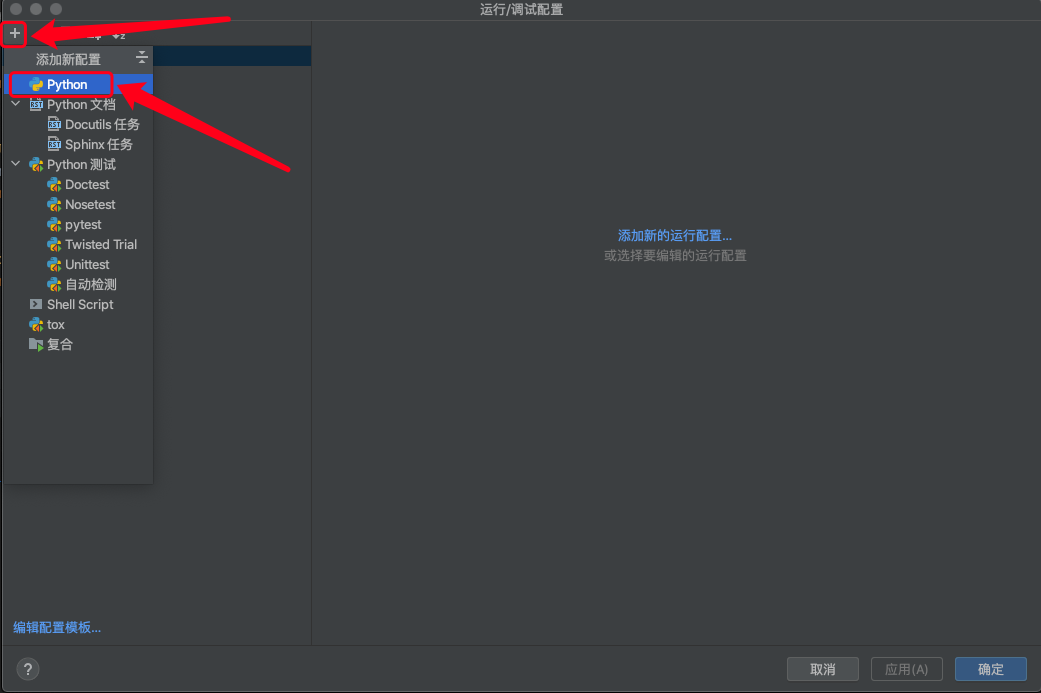 运行/调试配置
添加新配置
Python
Python 文档
Docutils 任务
Sphinx 任务
Python 测试
Doctest
Nosetest
pytest
Twisted Trial
Unittest
自动检测
Shell Script
tox
复合
添加新的运行配置...
或选择要编辑的运行配置
编辑配置模板...
?
取消
应用(A)
确定